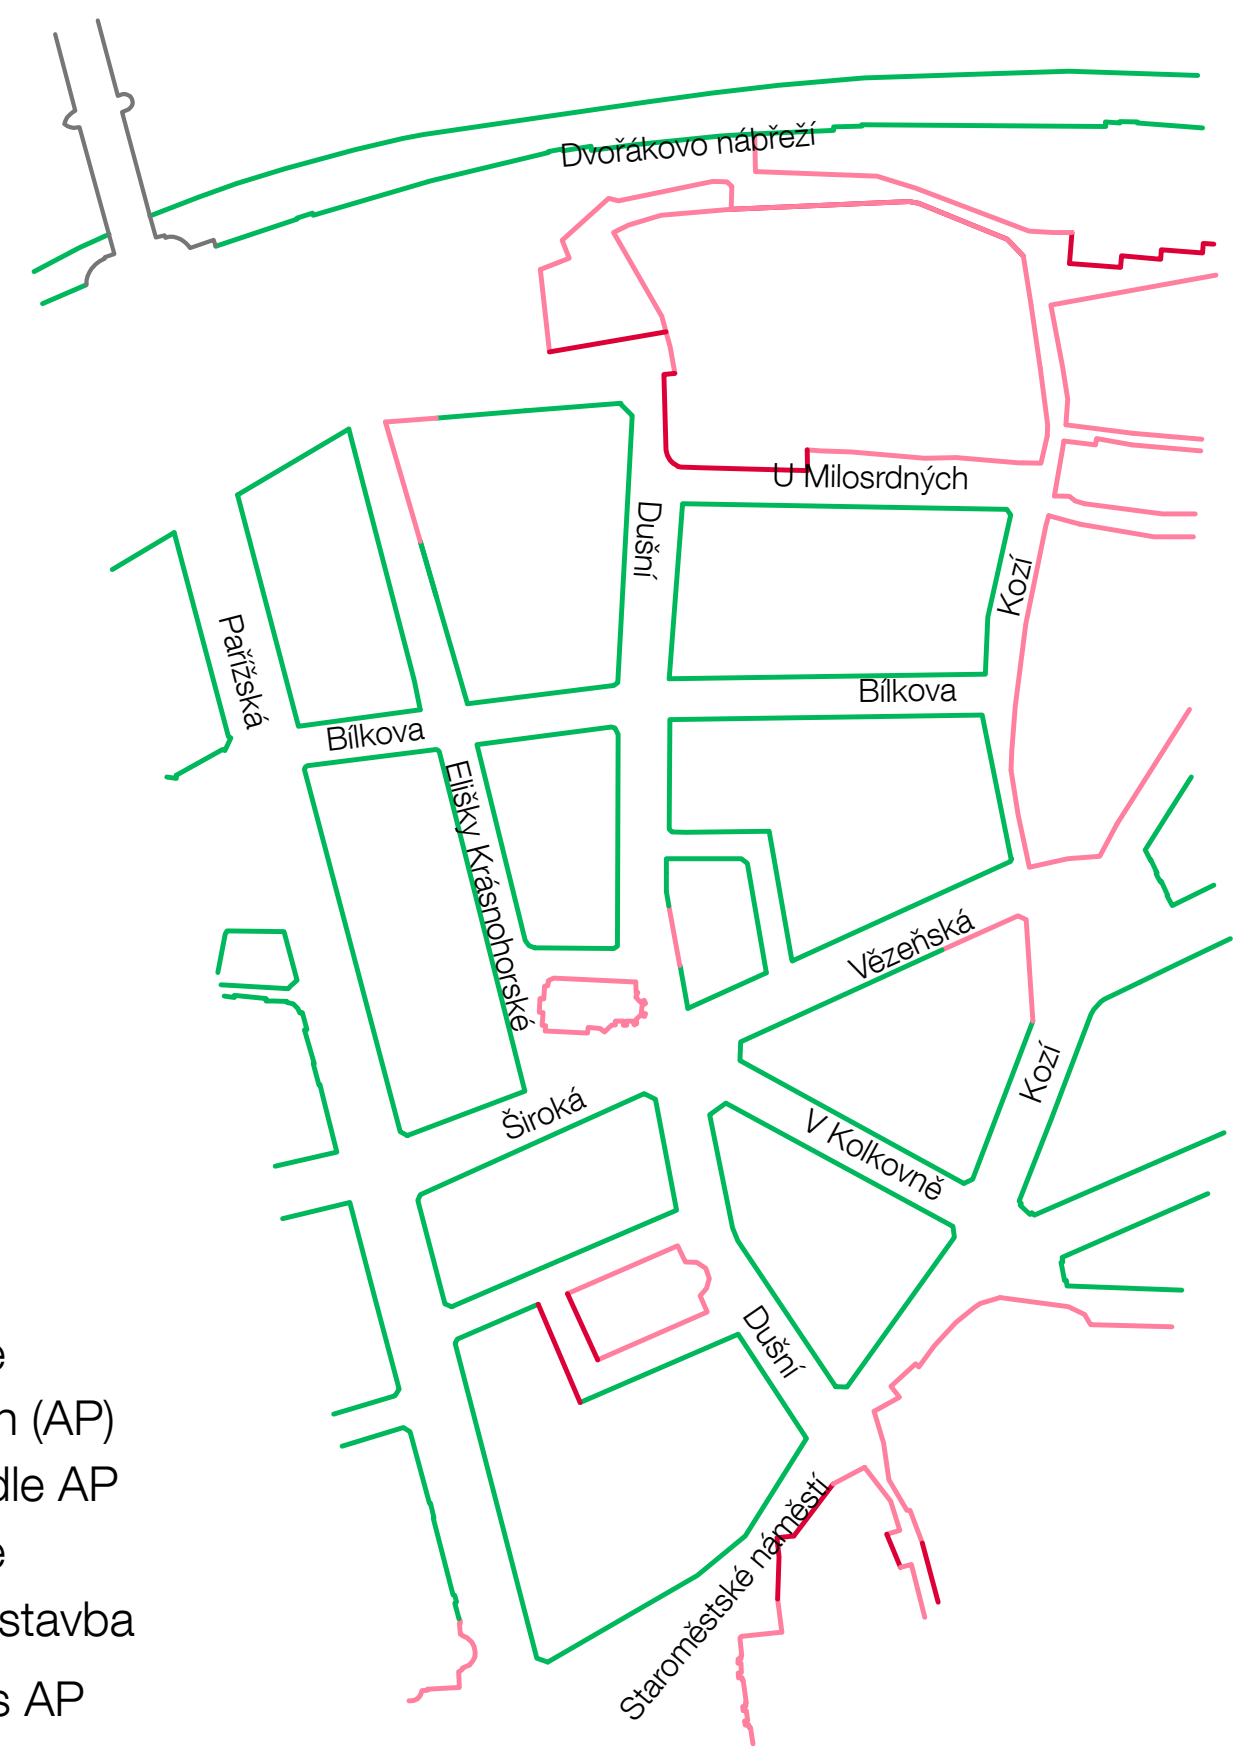 Dvořákovo nábřeží
U Milosrdných
Dušní
Kozí
Pařížská
Bílkova
Bílkova
Elišky Krásnohorské
Vězeňská
Kozí
Široká
V Kolkovně
Dušní
e
n (AP)
dle AP
e
stavba
s AP
Staroměstské náměstí